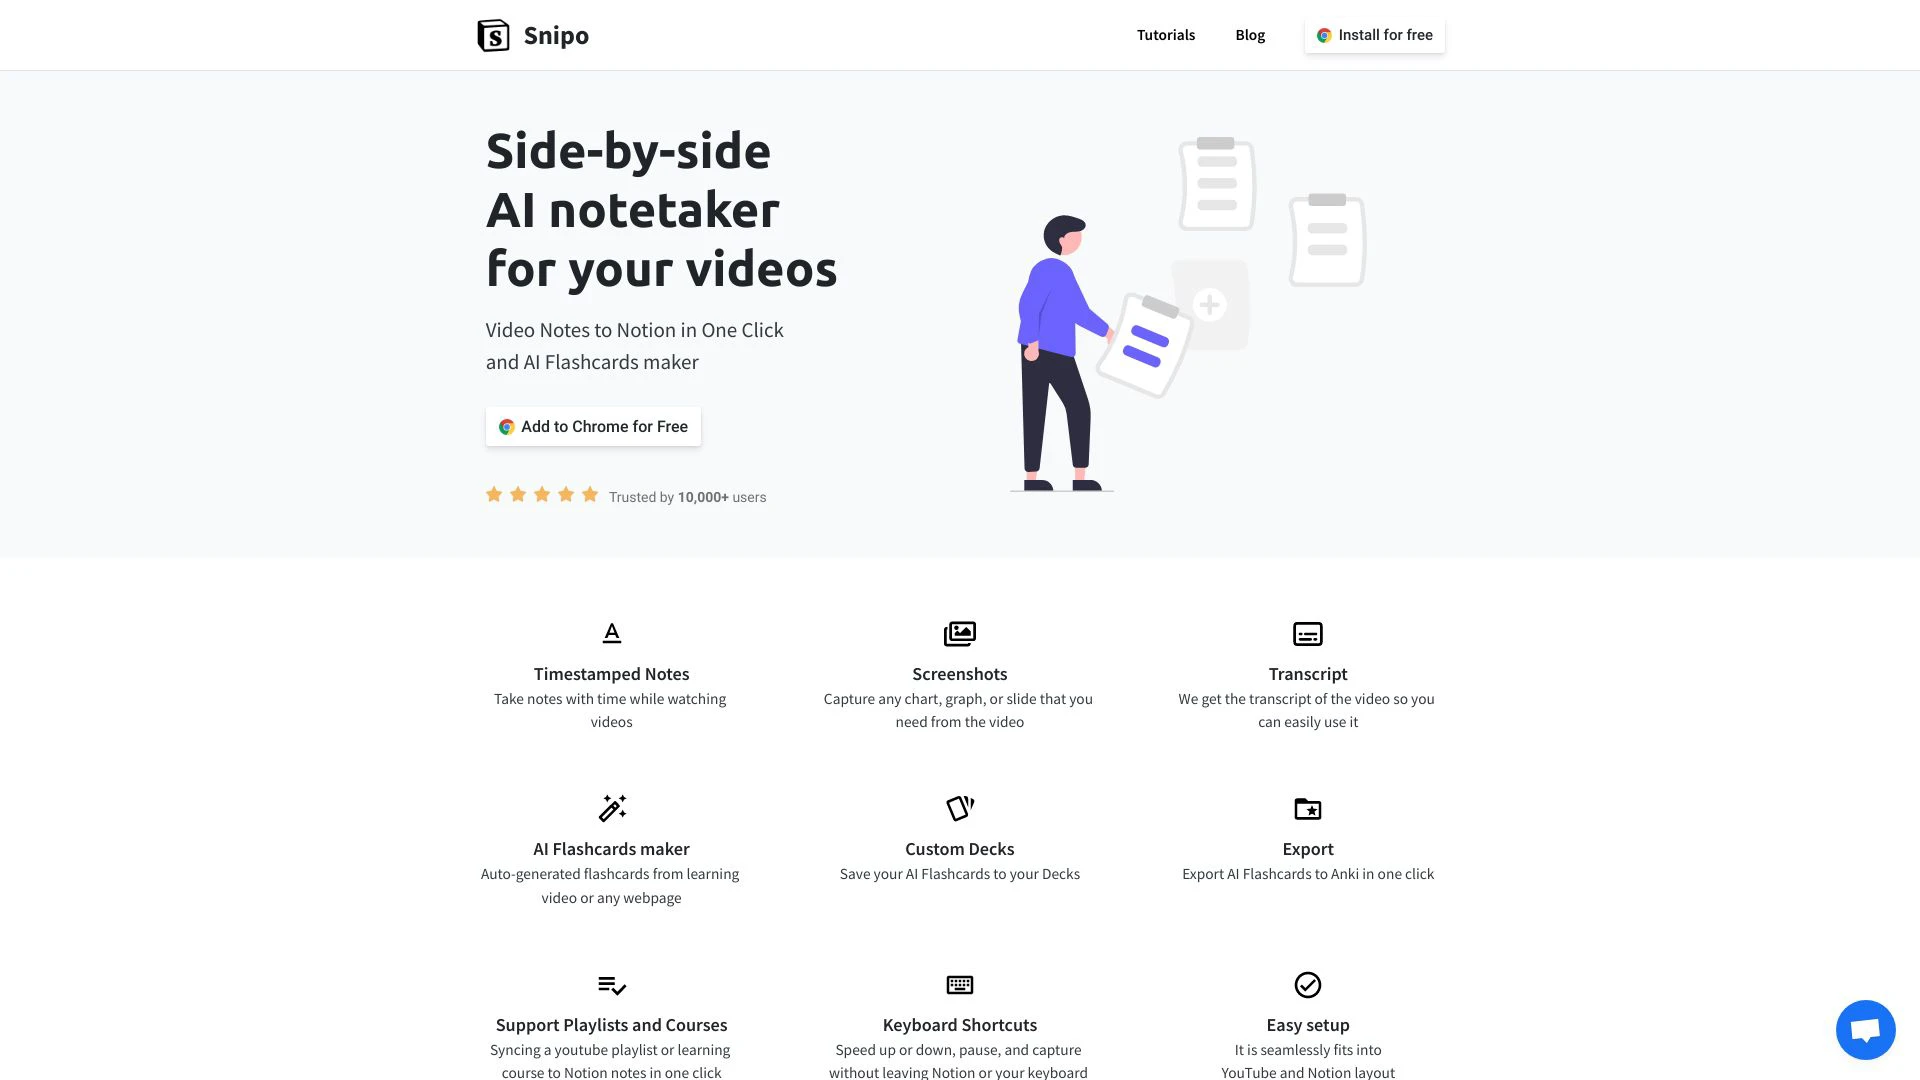 Snipo
Tutorials
Blog
Install for free
Side-by-side
AI notetaker
for your videos
Video Notes to Notion in One Click
and AI Flashcards maker
Add to Chrome for Free
Trusted by 10,000+ users
Timestamped Notes
Take notes with time while watching
videos
Screenshots
Capture any chart, graph, or slide that you
need from the video
Transcript
We get the transcript of the video so you
can easily use it
AI Flashcards maker
Auto-generated flashcards from learning
video or any webpage
Custom Decks
Save your AI Flashcards to your Decks
Export
Export AI Flashcards to Anki in one click
Support Playlists and Courses
Syncing a youtube playlist or learning
course to Notion notes in one click
Keyboard Shortcuts
Speed up or down, pause, and capture
without leaving Notion or your keyboard
Easy setup
It is seamlessly fits into
YouTube and Notion layout